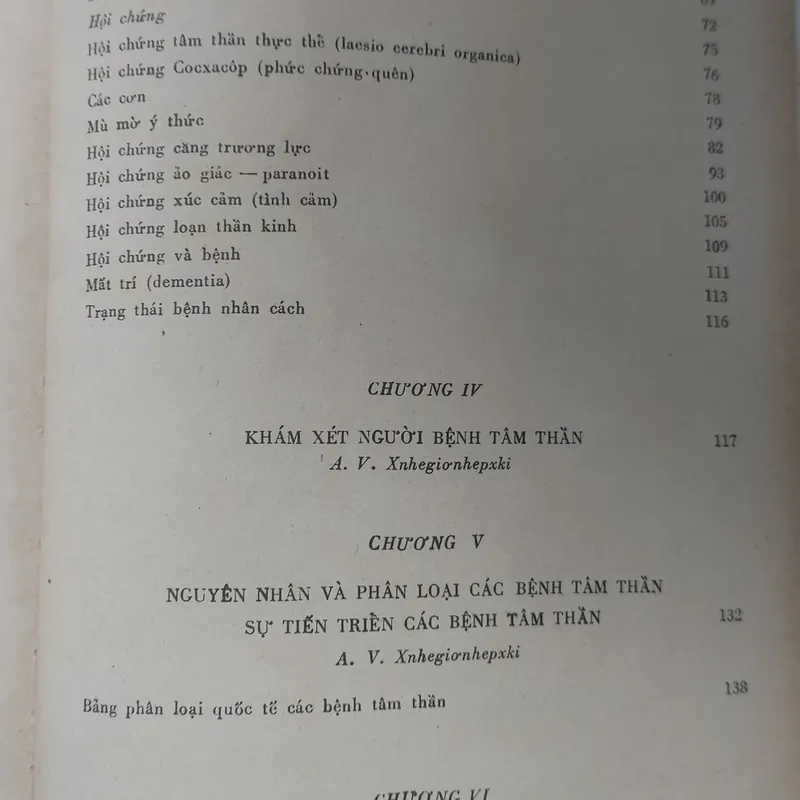 Hội chứng 72
Hội chứng tâm thần thực thể (laesio cerebri organica) 75
Hội chứng Cocxacôp (phức chứng quên) 76
Các cơn 78
Mù mờ ý thức 79
Hội chứng căng trương lực 82
Hội chứng ảo giác — paranoit 93
Hội chứng xúc cảm (tình cảm) 100
Hội chứng loạn thần kinh 105
Hội chứng và bệnh 109
Mất trí (dementia) 111
Trạng thái bệnh nhân cách 113
116
CHƯƠNG IV
KHÁM XÉT NGƯỜI BỆNH TÂM THẦN 117
A. V. Xnhegiơnhepxki
CHƯƠNG V
NGUYÊN NHÂN VÀ PHÂN LOẠI CÁC BỆNH TÂM THẦN
SỰ TIẾN TRIỂN CÁC BỆNH TÂM THẦN 132
A. V. Xnhegiơnhepxki
Bảng phân loại quốc tế các bệnh tâm thần 138
CHƯƠNG VI